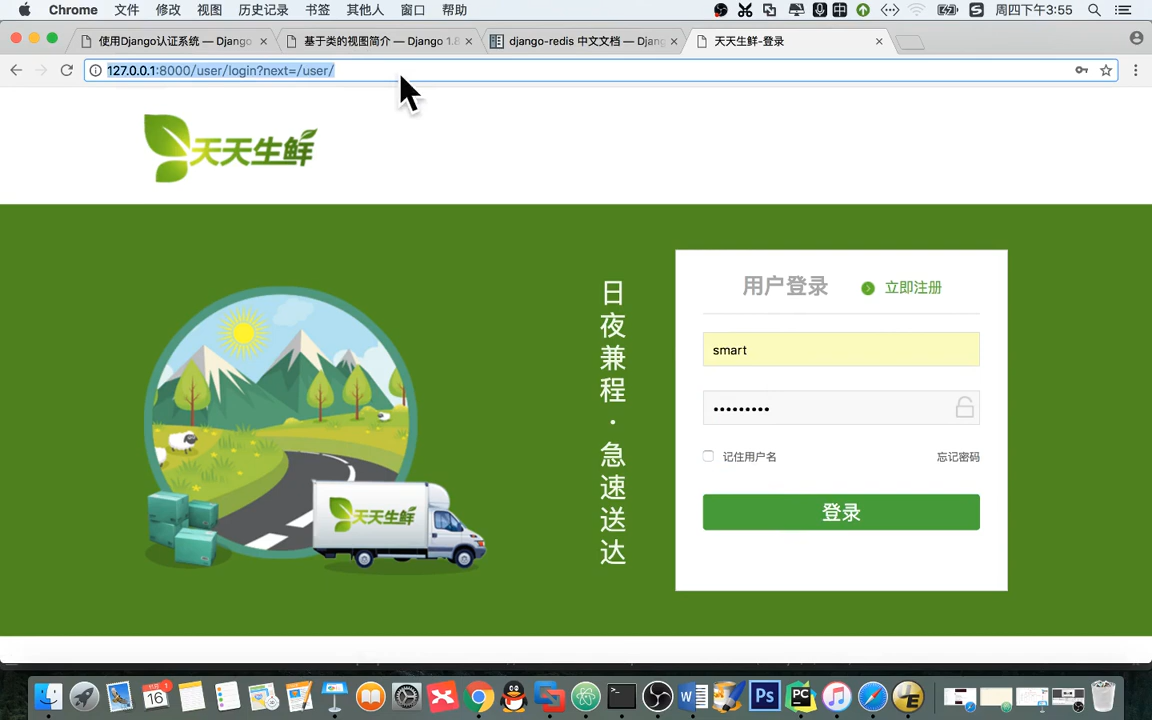 Chrome 文件 修改 视图 历史记录 书签 其他人 窗口 帮助 周四下午3:55
使用Django认证系统 — Django 基于类的视图简介 — Django 1.8 django-redis 中文文档 — Djang 天天生鲜-登录
127.0.0.1:8000/user/login?next=/user/
天天生鲜
日夜兼程·急速送达
天天生鲜
用户登录 立即注册
smart
•••••••••
记住用户名 忘记密码
登录
16
1
W
Ps
PC